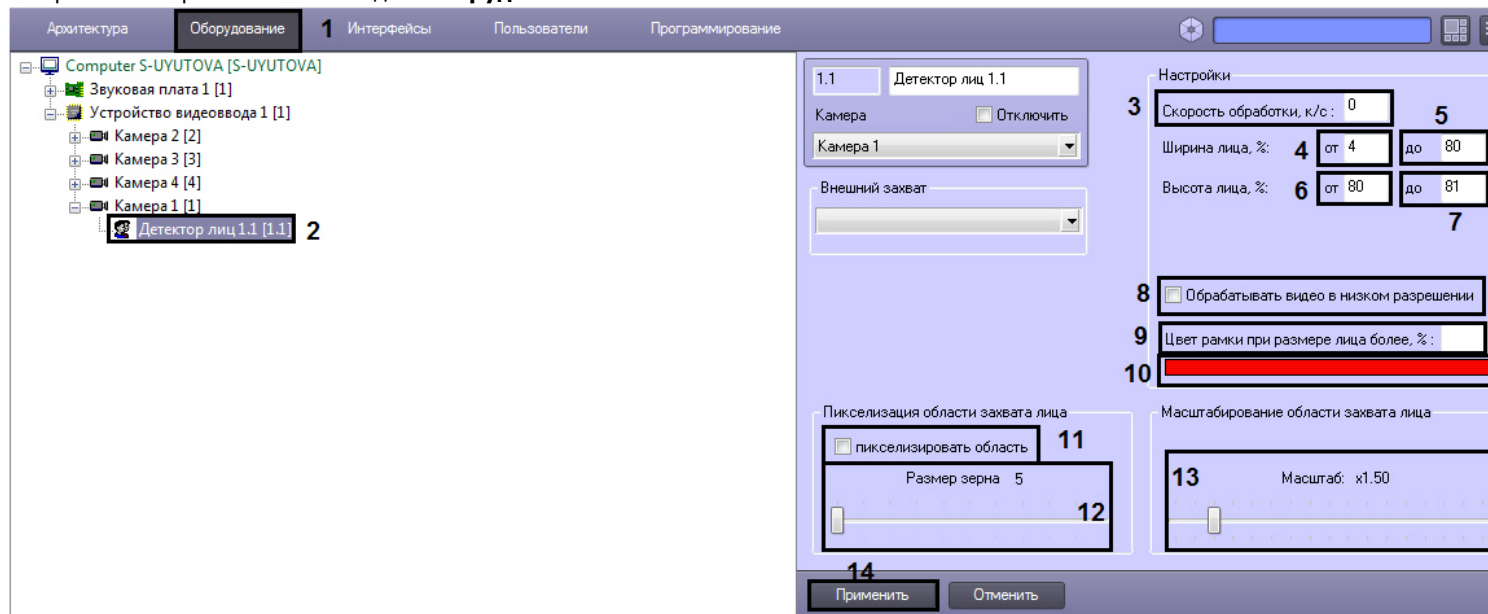 Архитектура Оборудование 1 Интерфейсы Пользователи Программирование
Computer S-UYUTOVA [S-UYUTOVA]
Звуковая плата 1 [1]
Устройство видеоввода 1 [1]
Камера 2 [2]
Камера 3 [3]
Камера 4 [4]
Камера 1 [1]
Детектор лиц 1.1 [1.1] 2
1.1 Детектор лиц 1.1
Камера Отключить
Камера 1
Внешний захват
Настройки
3 Скорость обработки, к/с : 0 5
Ширина лица, %: 4 от 4 до 80
Высота лица, %: 6 от 80 до 81
7
8 Обрабатывать видео в низком разрешении
9 Цвет рамки при размере лица более, % :
10
Пикселизация области захвата лица
пикселизировать область 11
Размер зерна 5
12
Масштабирование области захвата лица
13 Масштаб: x1.50
14
Применить Отменить